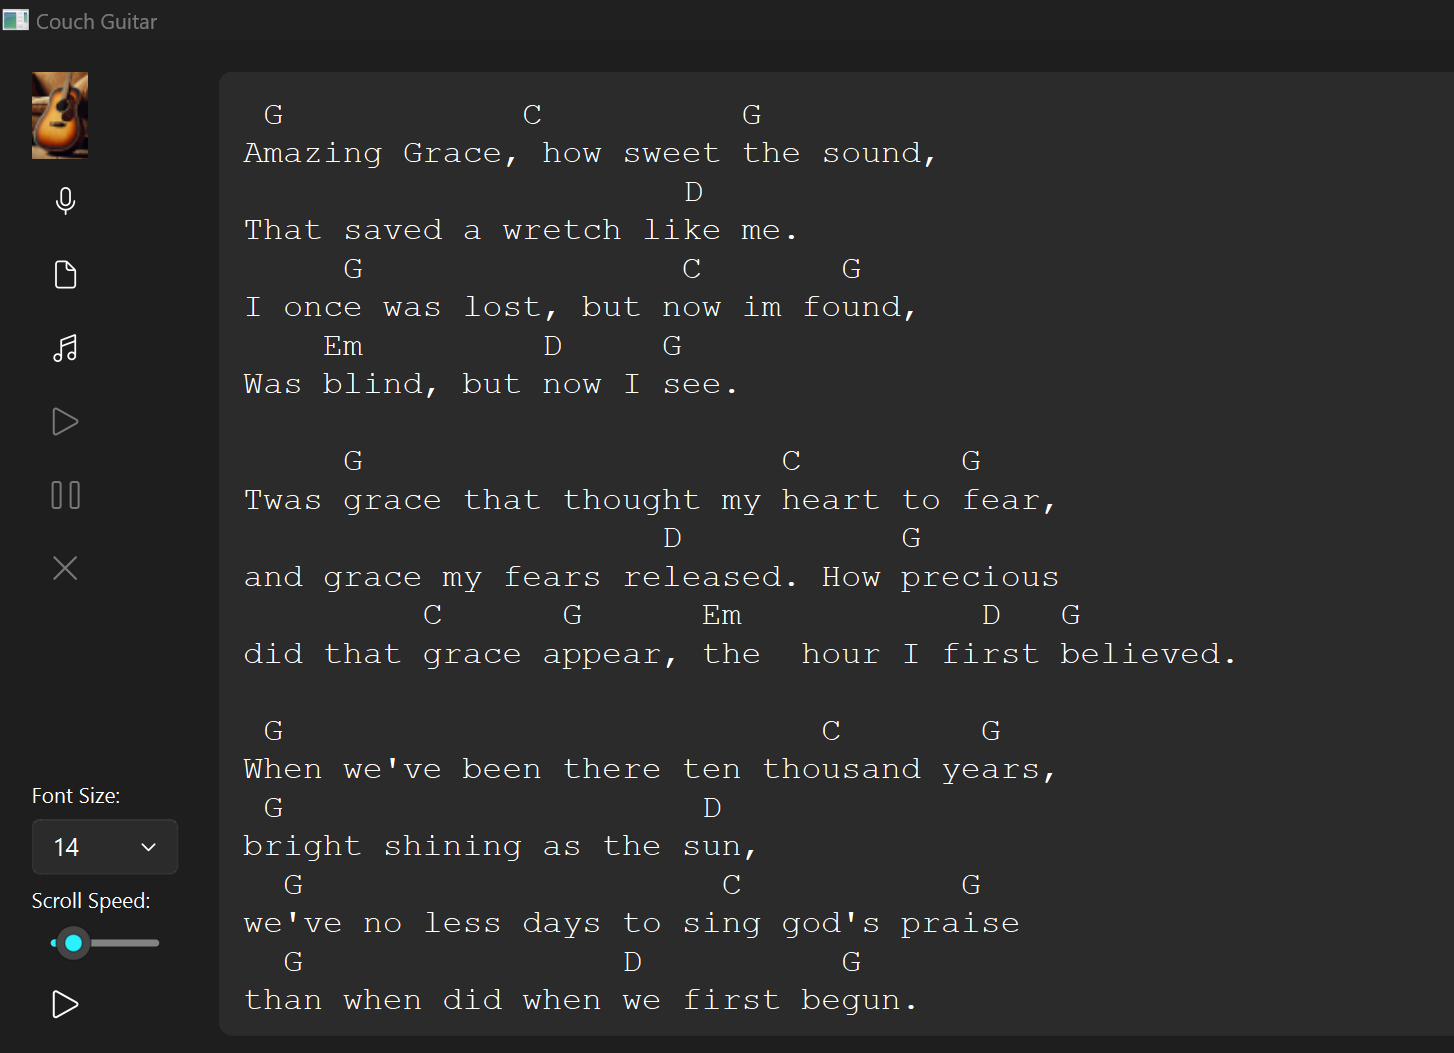 Couch Guitar
 G            C          G
Amazing Grace, how sweet the sound,
                      D
That saved a wretch like me.
     G                C       G
I once was lost, but now im found,
    Em         D     G
Was blind, but now I see.

     G                     C        G
Twas grace that thought my heart to fear,
                     D           G
and grace my fears released. How precious
         C      G      Em            D   G
did that grace appear, the  hour I first believed.

 G                           C       G
When we've been there ten thousand years,
 G                     D
bright shining as the sun,
  G                     C           G
we've no less days to sing god's praise
  G                D          G
than when did when we first begun.
Font Size:
14
Scroll Speed: